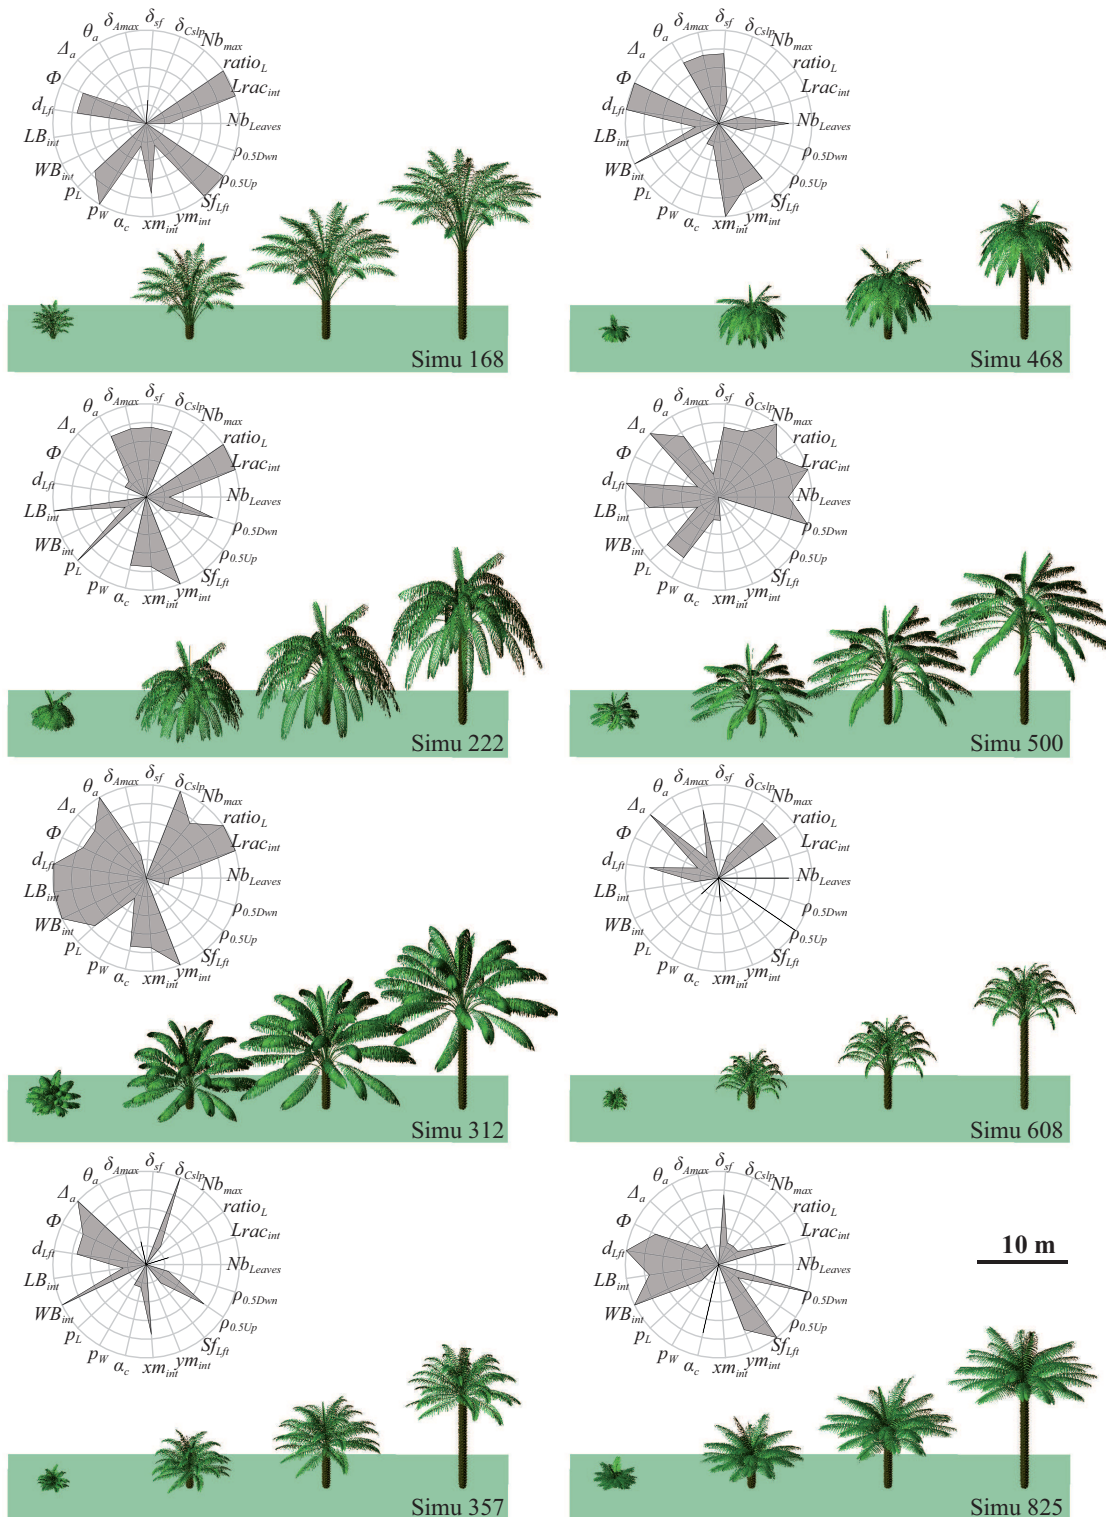 δAmax δsf δCslp
θa Nbmax
Δa ratioL
Φ Lracint
dLft NbLeaves
LBint ρ0.5Dwn
WBint ρ0.5Up
pL SfLft
pW αc xmint ymint
Simu 168
δAmax δsf δCslp
θa Nbmax
Δa ratioL
Φ Lracint
dLft NbLeaves
LBint ρ0.5Dwn
WBint ρ0.5Up
pL SfLft
pW αc xmint ymint
Simu 468
δAmax δsf δCslp
θa Nbmax
Δa ratioL
Φ Lracint
dLft NbLeaves
LBint ρ0.5Dwn
WBint ρ0.5Up
pL SfLft
pW αc xmint ymint
Simu 222
δAmax δsf δCslp
θa Nbmax
Δa ratioL
Φ Lracint
dLft NbLeaves
LBint ρ0.5Dwn
WBint ρ0.5Up
pL SfLft
pW αc xmint ymint
Simu 500
δAmax δsf δCslp
θa Nbmax
Δa ratioL
Φ Lracint
dLft NbLeaves
LBint ρ0.5Dwn
WBint ρ0.5Up
pL SfLft
pW αc xmint ymint
Simu 312
δAmax δsf δCslp
θa Nbmax
Δa ratioL
Φ Lracint
dLft NbLeaves
LBint ρ0.5Dwn
WBint ρ0.5Up
pL SfLft
pW αc xmint ymint
Simu 608
δAmax δsf δCslp
θa Nbmax
Δa ratioL
Φ Lracint
dLft NbLeaves
LBint ρ0.5Dwn
WBint ρ0.5Up
pL SfLft
pW αc xmint ymint
Simu 357
δAmax δsf δCslp
θa Nbmax
Δa ratioL
Φ Lracint
dLft NbLeaves
LBint ρ0.5Dwn
WBint ρ0.5Up
pL SfLft
pW αc xmint ymint
10 m
Simu 825